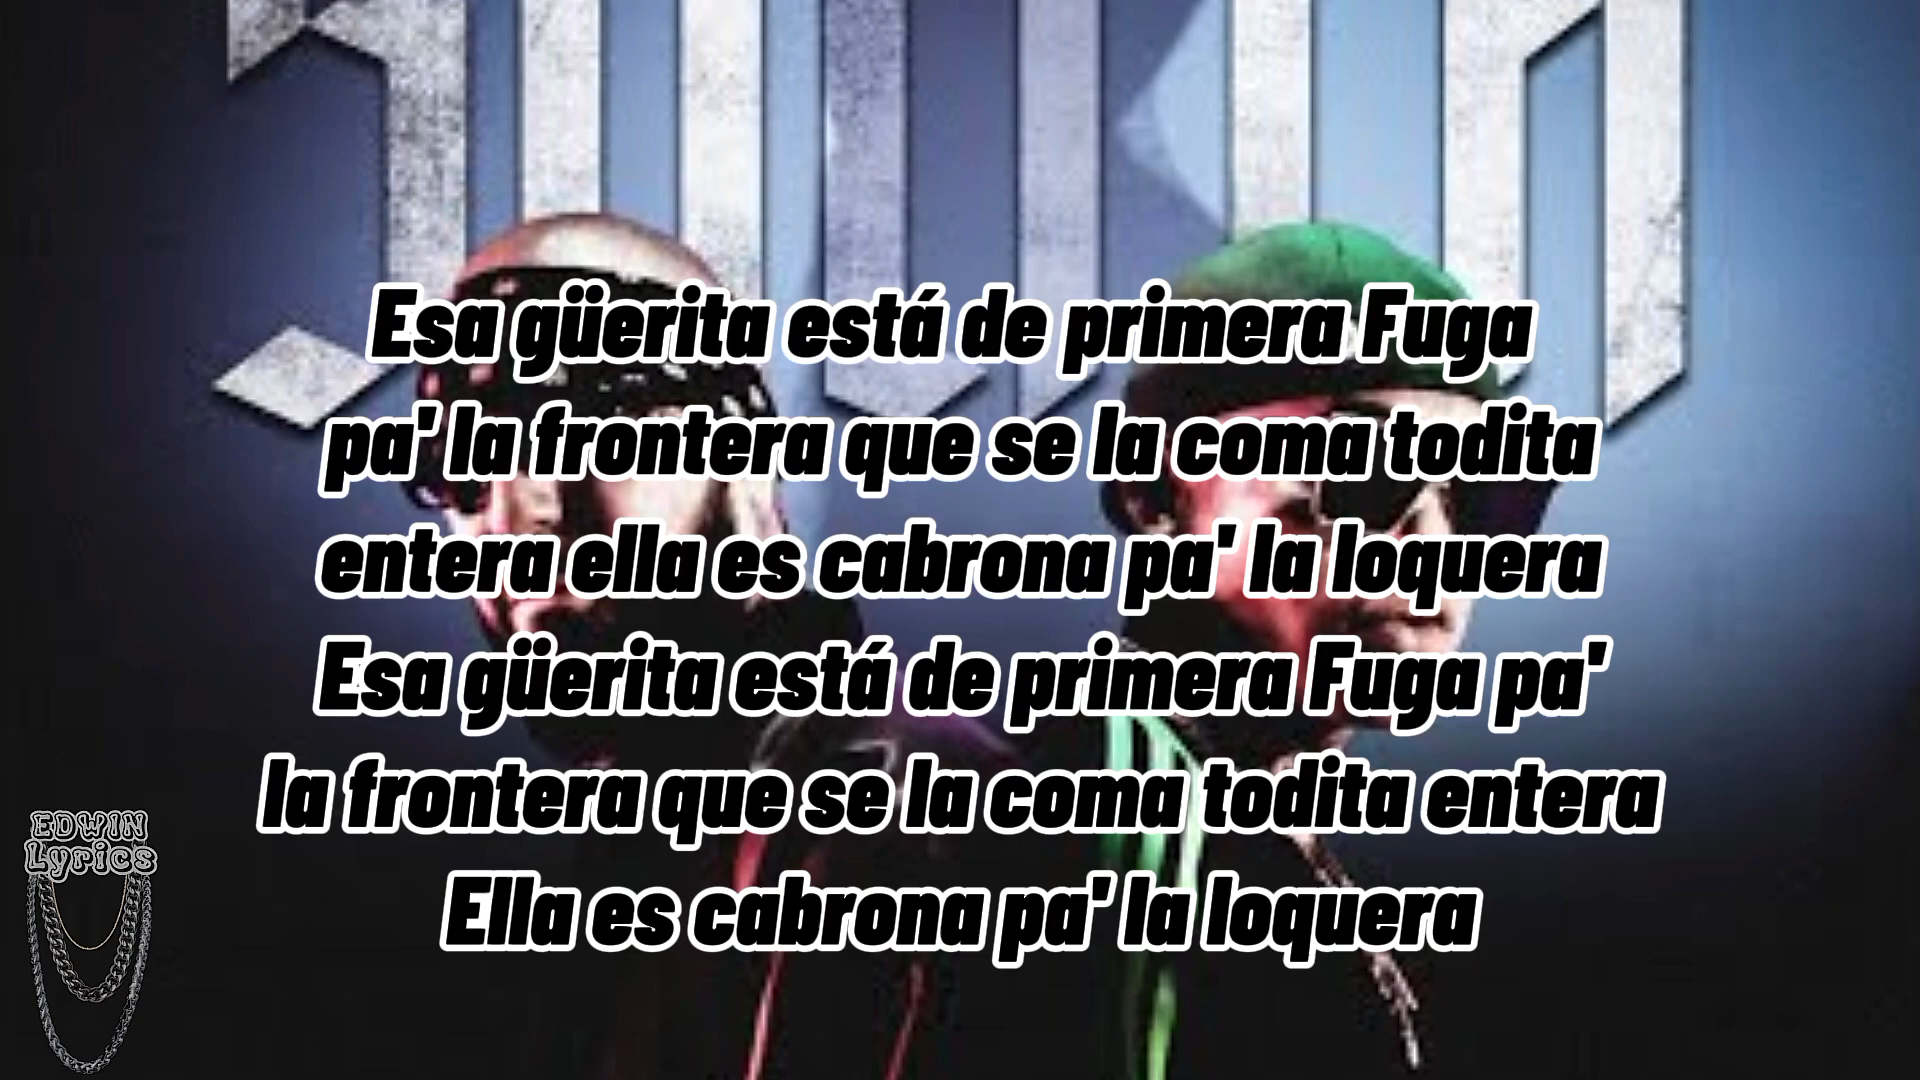 Esa güerita está de primera Fuga
pa' la frontera que se la coma todita
entera ella es cabrona pa' la loquera
Esa güerita está de primera Fuga pa'
la frontera que se la coma todita entera
Ella es cabrona pa' la loquera
EDWIN
Lyrics